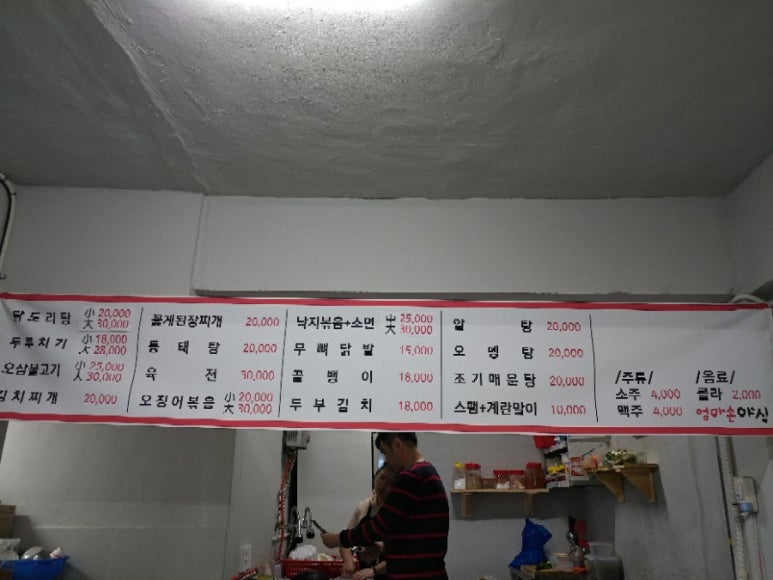 닭도리탕 小 20,000 大 30,000
두루치기 小 18,000 大 28,000
오삼불고기 小 25,000 大 30,000
김치찌개 20,000
꽃게된장찌개 20,000
동태탕 20,000
육전 30,000
오징어볶음 小 20,000 大 30,000
낙지볶음+소면 中 25,000 大 30,000
무뼈닭발 15,000
골뱅이 18,000
두부김치 18,000
알탕 20,000
오뎅탕 20,000
조기매운탕 20,000
스팸+계란말이 10,000
/주류/
소주 4,000
맥주 4,000
/음료/
콜라 2,000
엄마손야식